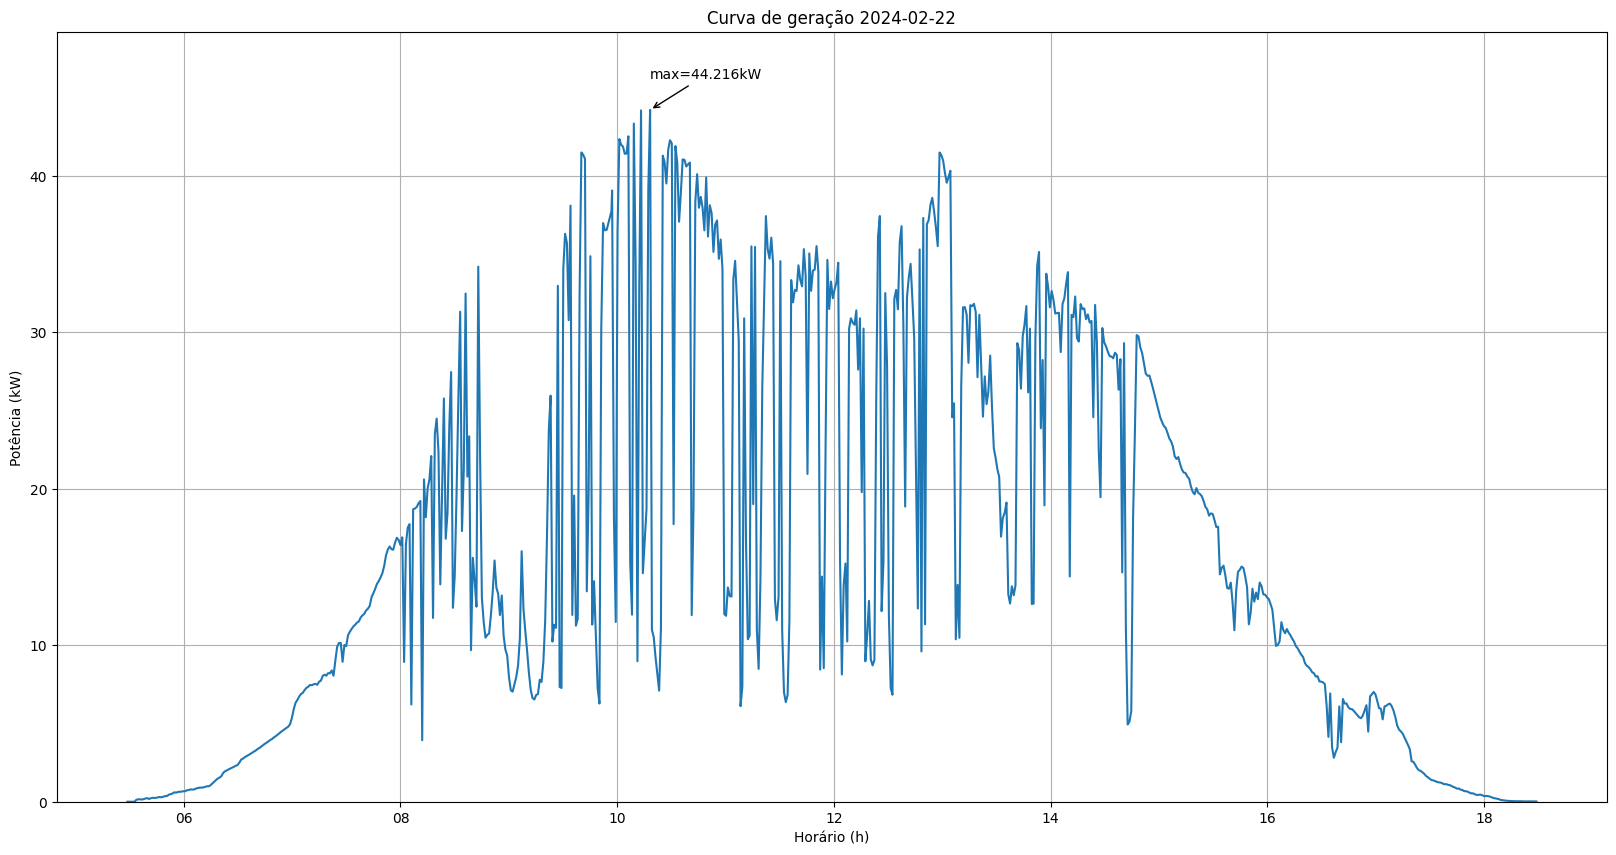 Curva de geração 2024-02-22
max=44.216kW
Potência (kW)
40
30
20
10
0
06 08 10 12 14 16 18
Horário (h)